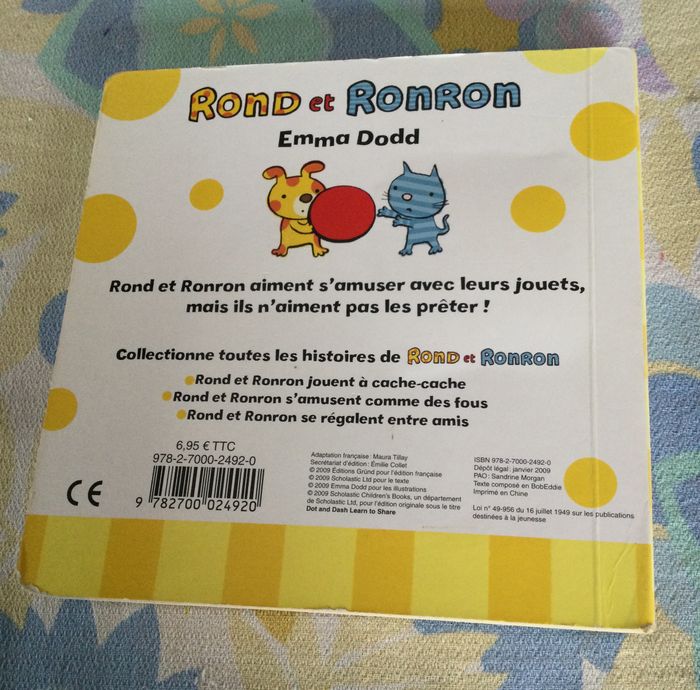 Rond et Ronron
Emma Dodd
Rond et Ronron aiment s'amuser avec leurs jouets,
mais ils n'aiment pas les prêter !
Collectionne toutes les histoires de Rond et Ronron
Rond et Ronron jouent à cache-cache
Rond et Ronron s'amusent comme des fous
Rond et Ronron se régalent entre amis
6,95 € TTC
978-2-7000-2492-0
CE
9 782700 024920
Adaptation française : Maura Tillay
Secrétariat d'édition : Émilie Collet
© 2009 Éditions Gründ pour l'édition française
© 2009 Scholastic Ltd pour le texte
© 2009 Emma Dodd pour les illustrations
© 2009 Scholastic Children's Books, un département
de Scholastic Ltd, pour l'édition originale sous le titre
Dot and Dash Learn to Share
ISBN 978-2-7000-2492-0
Dépôt légal : janvier 2009
PAO : Sandrine Morgan
Texte composé en BobEddie
Imprimé en Chine
Loi n° 49-956 du 16 juillet 1949 sur les publications
destinées à la jeunesse